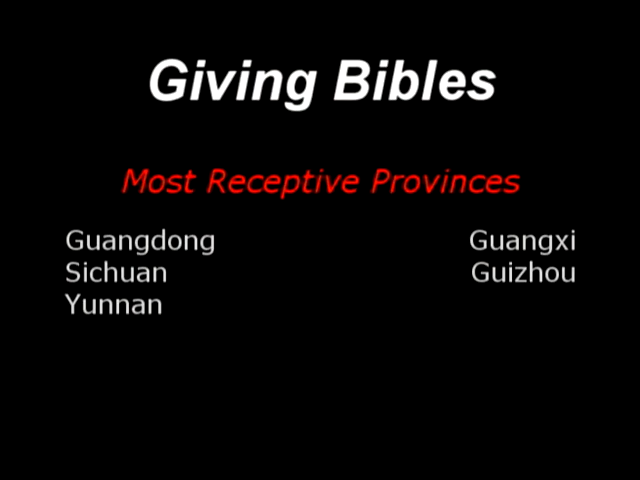 Giving Bibles
Most Receptive Provinces
Guangdong Guangxi
Sichuan Guizhou
Yunnan